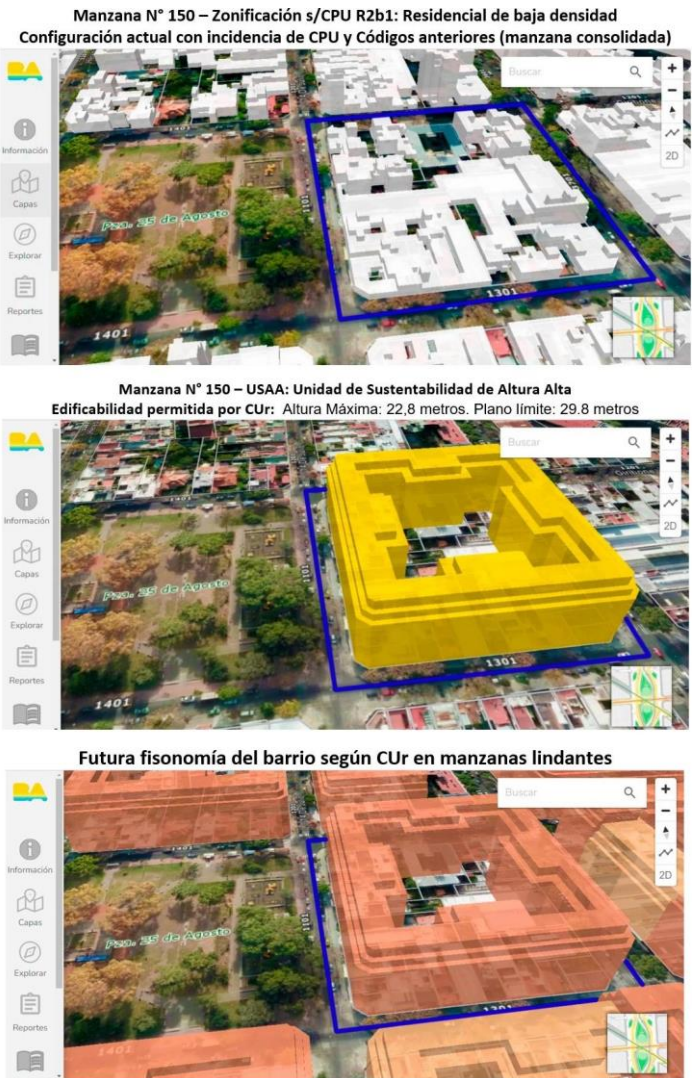 Manzana N° 150 – Zonificación s/CPU R2b1: Residencial de baja densidad
Configuración actual con incidencia de CPU y Códigos anteriores (manzana consolidada)
BA
Buscar
Información
Capas
Explorar
Reportes
2D
Pza. 25 de Agosto
1401
1101
1301
1401
Manzana N° 150 – USAA: Unidad de Sustentabilidad de Altura Alta
Edificabilidad permitida por CUr: Altura Máxima: 22,8 metros. Plano límite: 29.8 metros
BA
Buscar
Información
Capas
Explorar
Reportes
2D
Pza. 25 de Agosto
1101
1301
1401
Futura fisonomía del barrio según CUr en manzanas lindantes
BA
Buscar
Información
Capas
Explorar
Reportes
2D
Pza. 25 de Agosto
1101
1301
1401